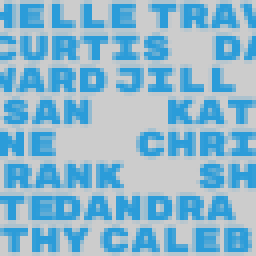 HELLE TRAV
CURTIS DA
WARD JILL
SAN KAT
NE CHRI
RANK SH
TEDANDRA
THY CALEB